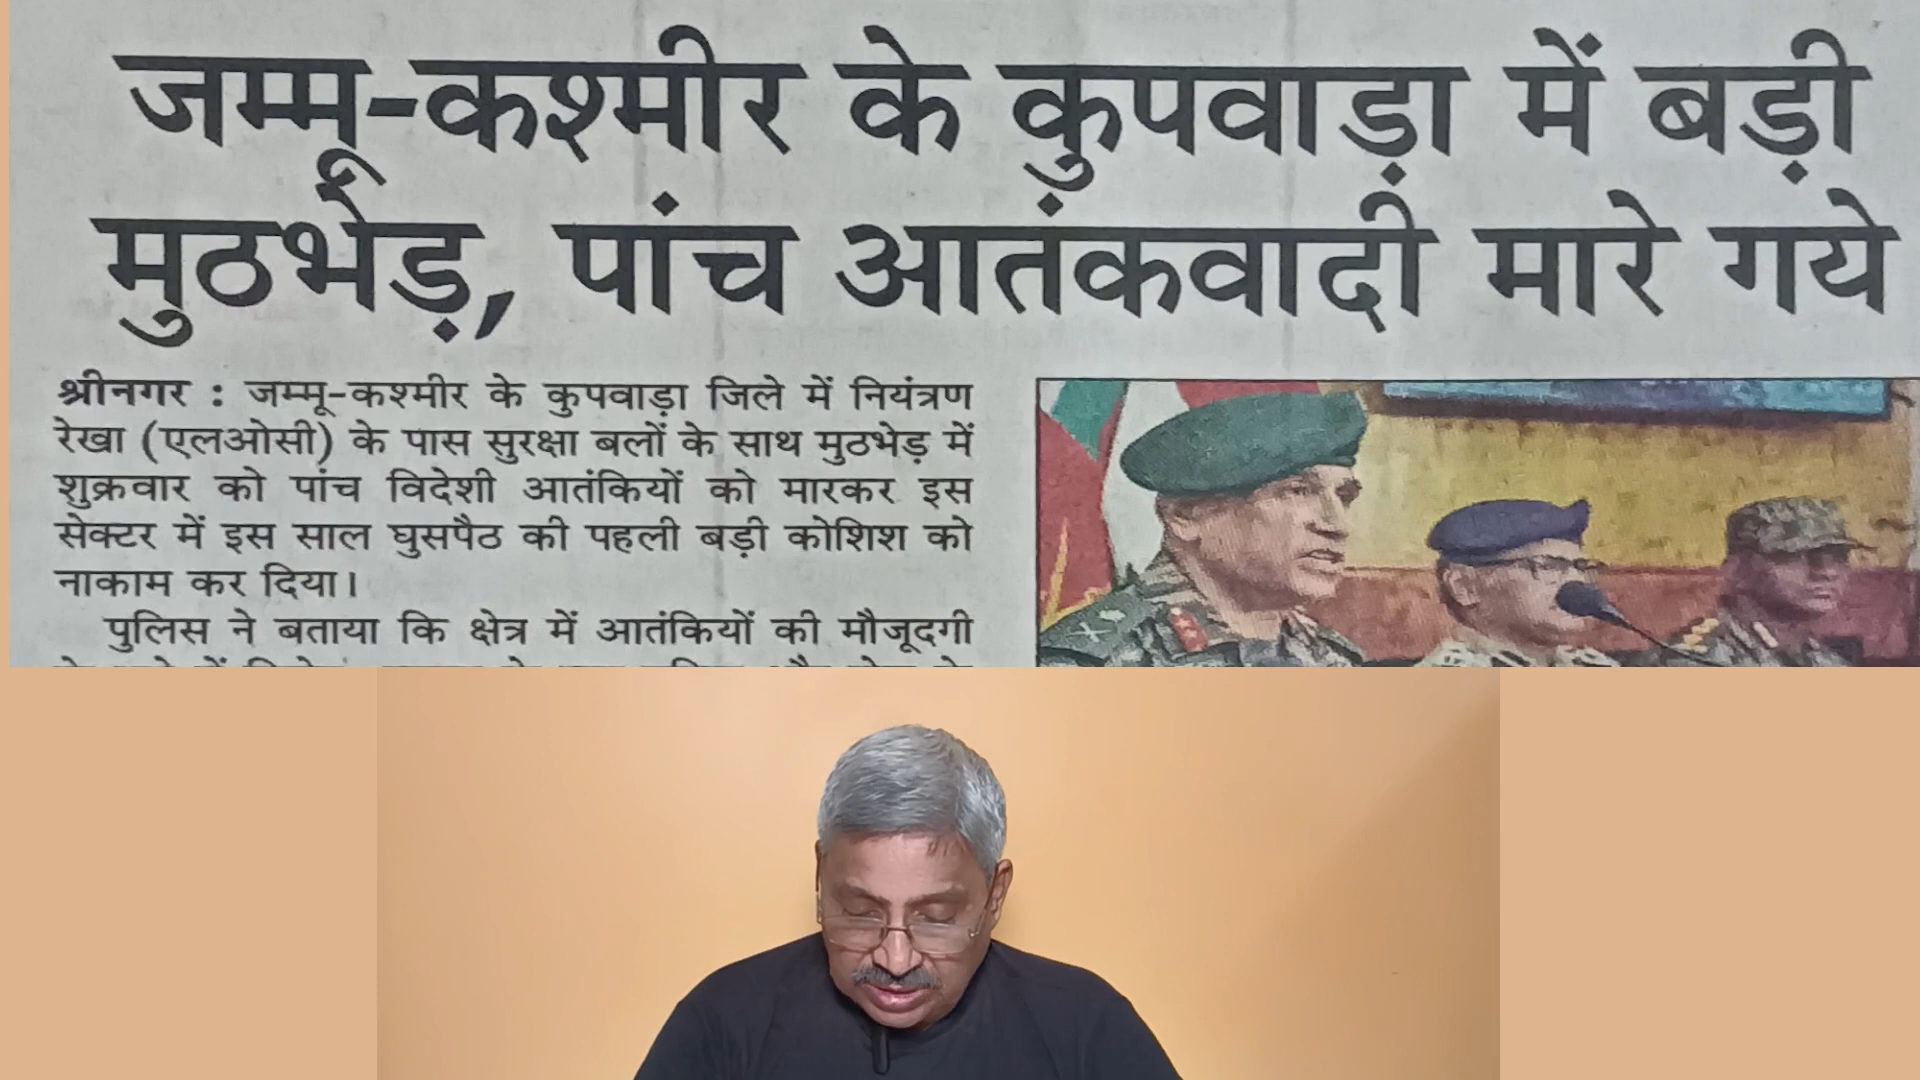 जम्मू-कश्मीर के कुपवाड़ा में बड़ी
मुठभेड़, पांच आतंकवादी मारे गये
श्रीनगर : जम्मू-कश्मीर के कुपवाड़ा जिले में नियंत्रण
रेखा (एलओसी) के पास सुरक्षा बलों के साथ मुठभेड़ में
शुक्रवार को पांच विदेशी आतंकियों को मारकर इस
सेक्टर में इस साल घुसपैठ की पहली बड़ी कोशिश को
नाकाम कर दिया।
पुलिस ने बताया कि क्षेत्र में आतंकियों की मौजूदगी